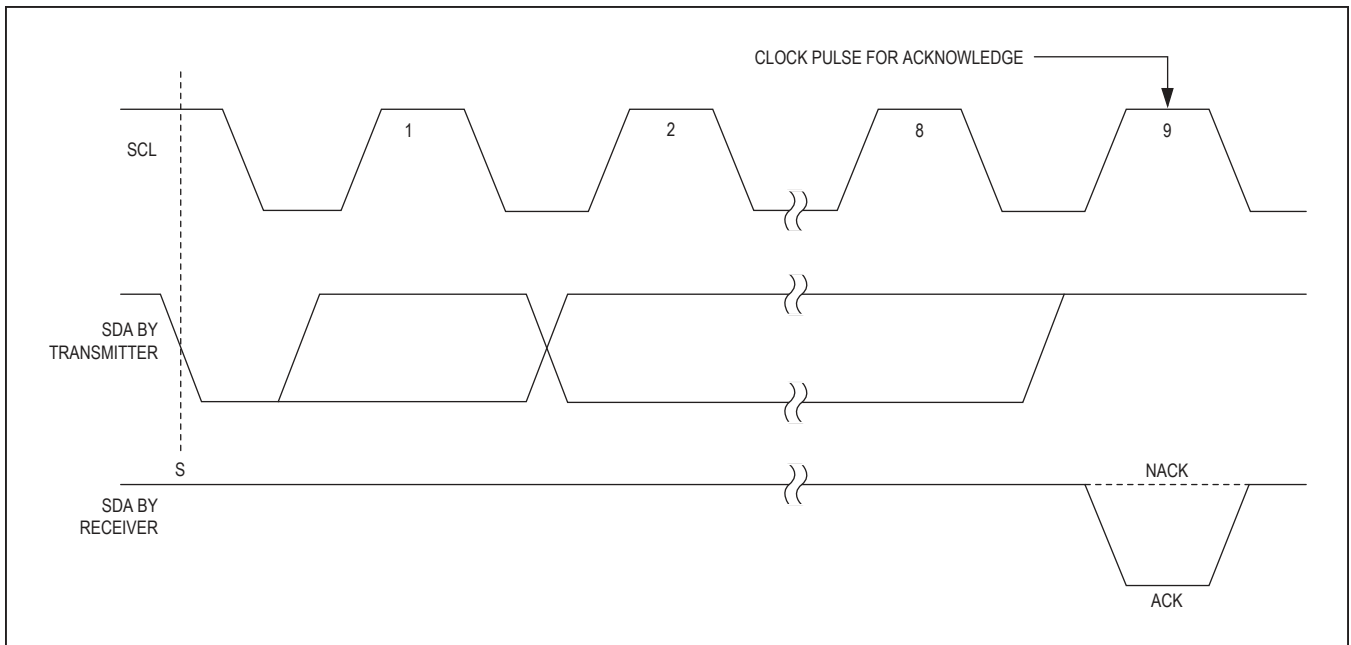 CLOCK PULSE FOR ACKNOWLEDGE
SCL
1
2
8
9
SDA BY
TRANSMITTER
S
SDA BY
RECEIVER
NACK
ACK